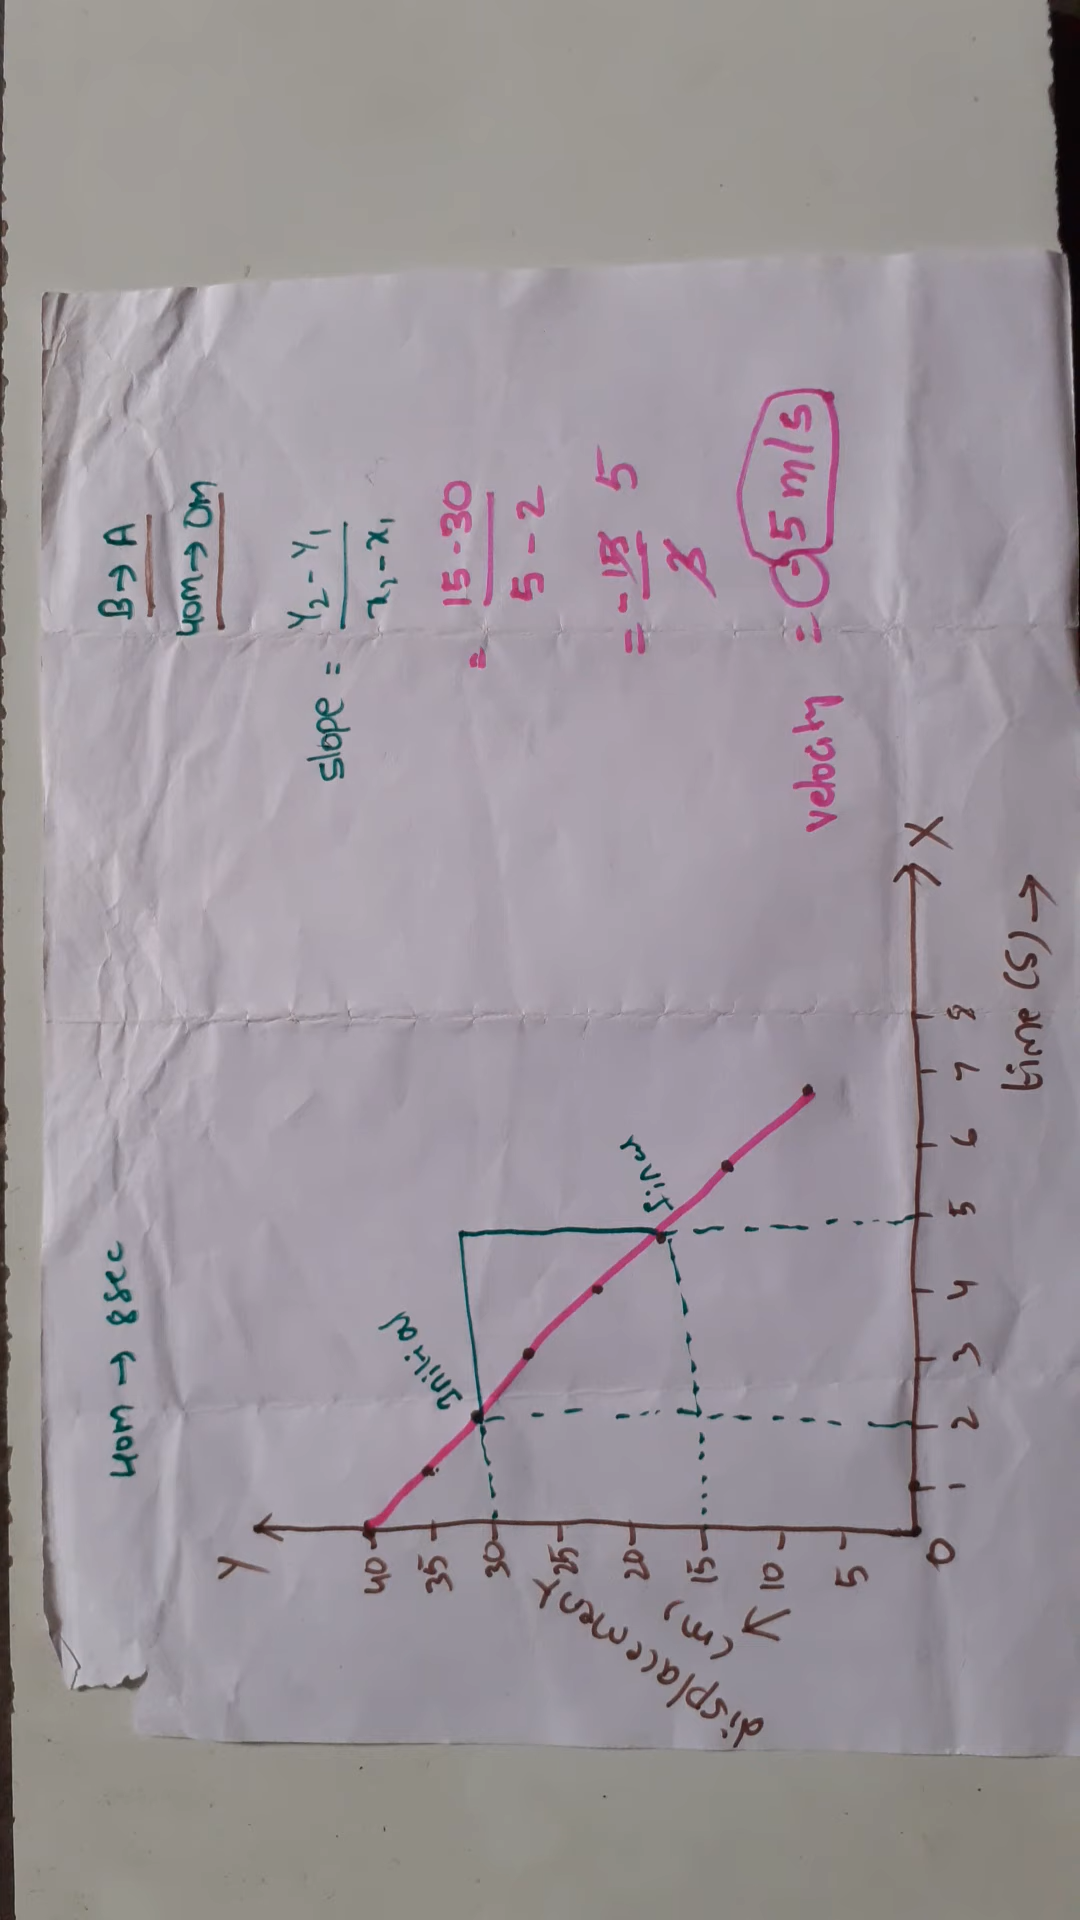 40m → 8sec
B → A
40m → 0m
Y
40
35
30
25
20
15
10
5
0
1 2 3 4 5 6 7 8
X
time (s) →
displacement
(m)
Initial
final
slope = Y₂ - Y₁
x₂ - x₁
= 15 - 30
5 - 2
= -15 5
3
velocity = -5 m/s